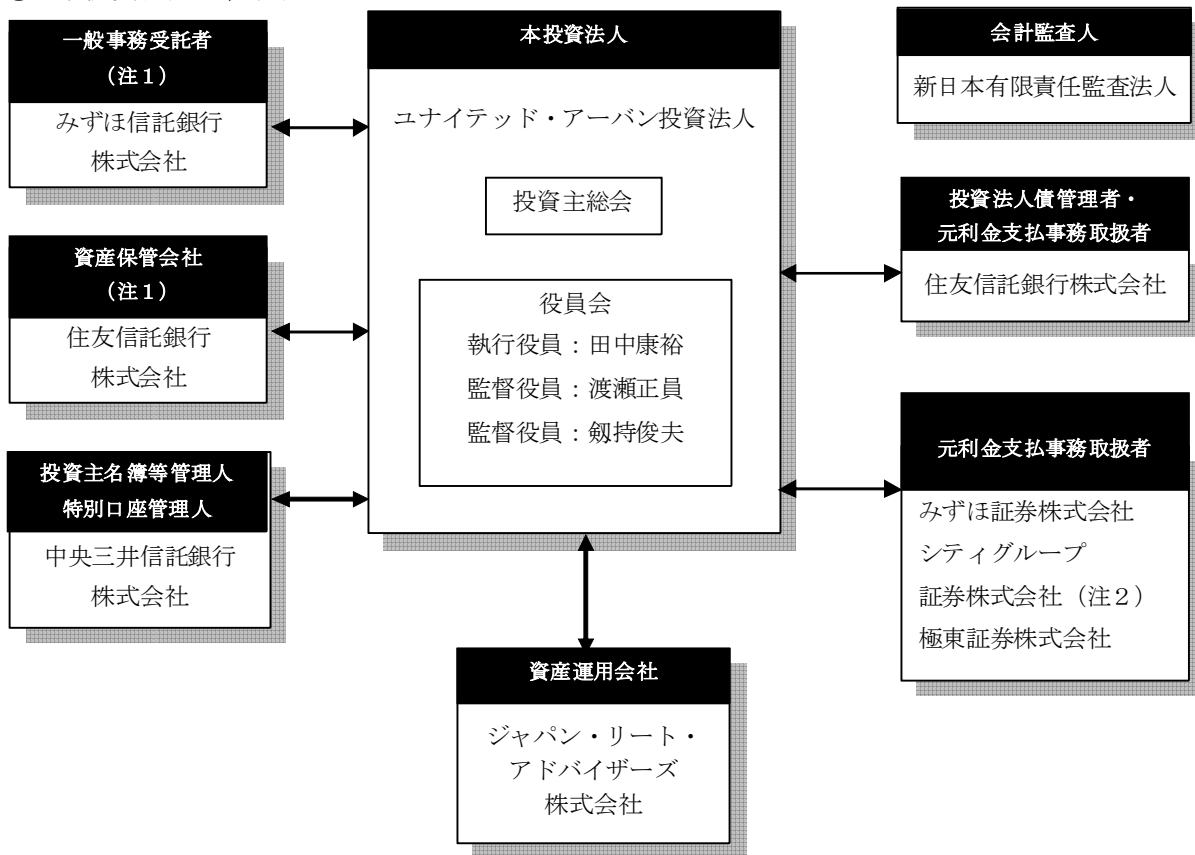 一般事務受託者
(注1)
みずほ信託銀行
株式会社
資産保管会社
(注1)
住友信託銀行
株式会社
投資主名簿等管理人
特別口座管理人
中央三井信託銀行
株式会社
本投資法人
ユナイテッド・アーバン投資法人
投資主総会
役員会
執行役員：田中康裕
監督役員：渡瀬正員
監督役員：剱持俊夫
資産運用会社
ジャパン・リート・
アドバイザーズ
株式会社
会計監査人
新日本有限責任監査法人
投資法人債管理者・
元利金支払事務取扱者
住友信託銀行株式会社
元利金支払事務取扱者
みずほ証券株式会社
シティグループ
証券株式会社（注2）
極東証券株式会社